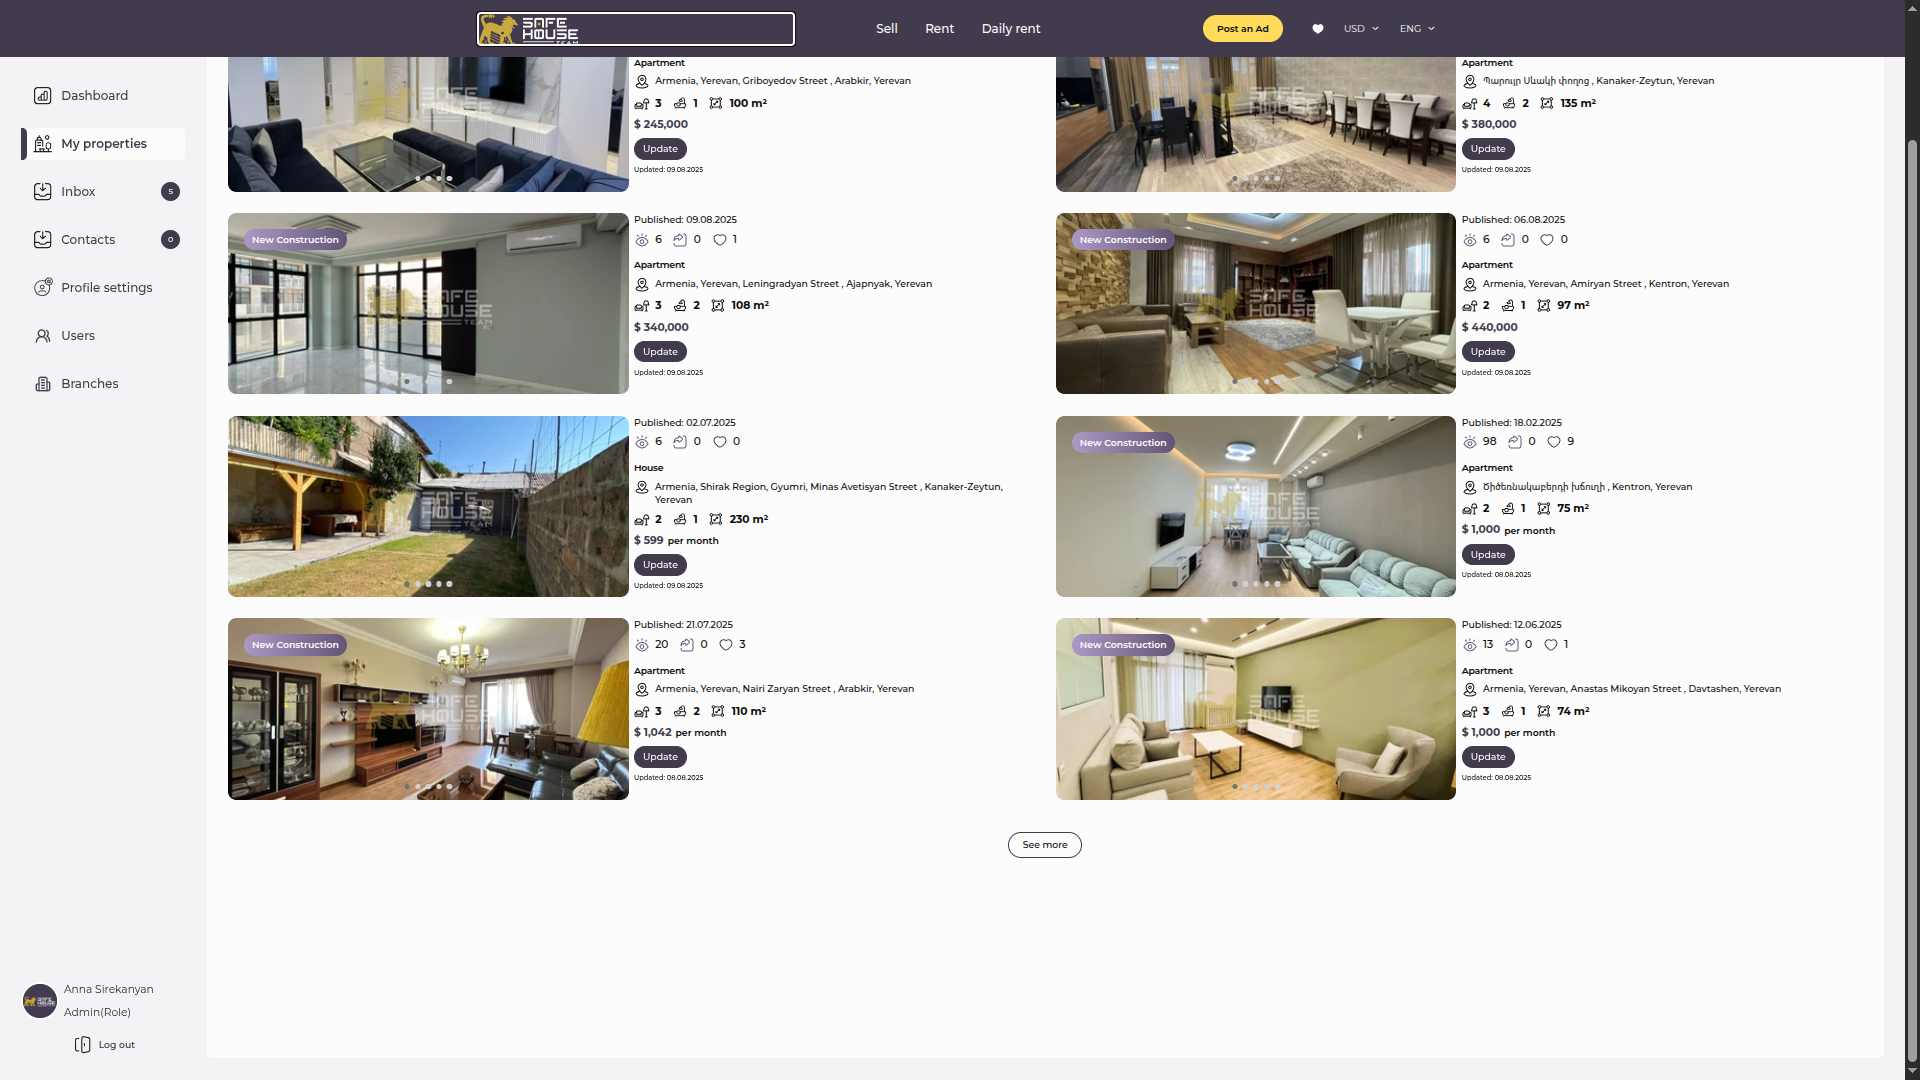 SAFE HOUSE TEAM
Sell
Rent
Daily rent
Post an Ad
USD
ENG
Dashboard
My properties
Inbox
5
Contacts
0
Profile settings
Users
Branches
Anna Sirekanyan
Admin(Role)
Log out
Apartment
Armenia, Yerevan, Griboyedov Street , Arabkir, Yerevan
3 1 100 m²
$ 245,000
Update
Updated: 09.08.2025
Apartment
Պարույր Սևակի փողոց , Kanaker-Zeytun, Yerevan
4 2 135 m²
$ 380,000
Update
Updated: 09.08.2025
New Construction
Published: 09.08.2025
6 0 1
Apartment
Armenia, Yerevan, Leningradyan Street , Ajapnyak, Yerevan
3 2 108 m²
$ 340,000
Update
Updated: 09.08.2025
New Construction
Published: 06.08.2025
6 0 0
Apartment
Armenia, Yerevan, Amiryan Street , Kentron, Yerevan
2 1 97 m²
$ 440,000
Update
Updated: 09.08.2025
Published: 02.07.2025
6 0 0
House
Armenia, Shirak Region, Gyumri, Minas Avetisyan Street , Kanaker-Zeytun,
Yerevan
2 1 230 m²
$ 599 per month
Update
Updated: 09.08.2025
New Construction
Published: 18.02.2025
98 0 9
Apartment
Ծիծեռնակաբերդի խճուղի , Kentron, Yerevan
2 1 75 m²
$ 1,000 per month
Update
Updated: 08.08.2025
New Construction
Published: 21.07.2025
20 0 3
Apartment
Armenia, Yerevan, Nairi Zaryan Street , Arabkir, Yerevan
3 2 110 m²
$ 1,042 per month
Update
Updated: 08.08.2025
New Construction
Published: 12.06.2025
13 0 1
Apartment
Armenia, Yerevan, Anastas Mikoyan Street , Davtashen, Yerevan
3 1 74 m²
$ 1,000 per month
Update
Updated: 08.08.2025
See more